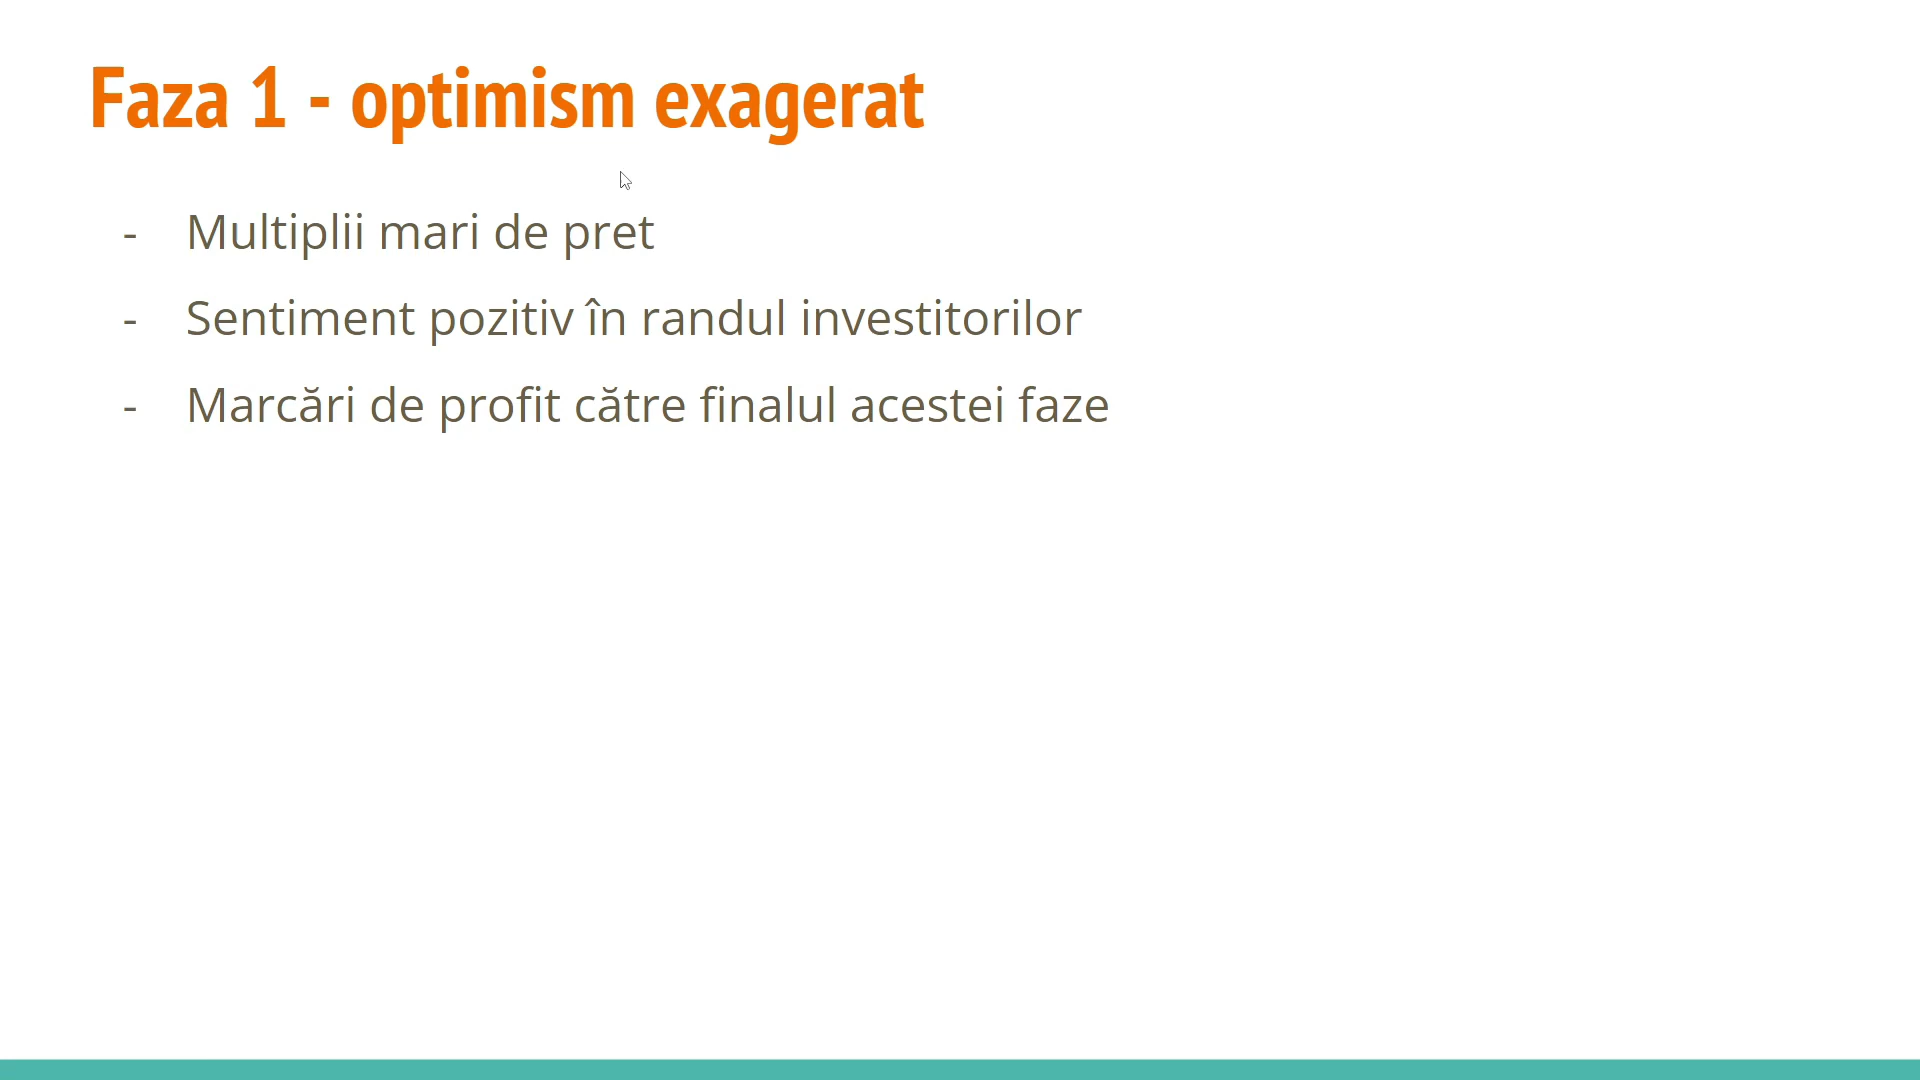 Faza 1 - optimism exagerat
- Multiplii mari de pret
- Sentiment pozitiv în randul investitorilor
- Marcări de profit către finalul acestei faze